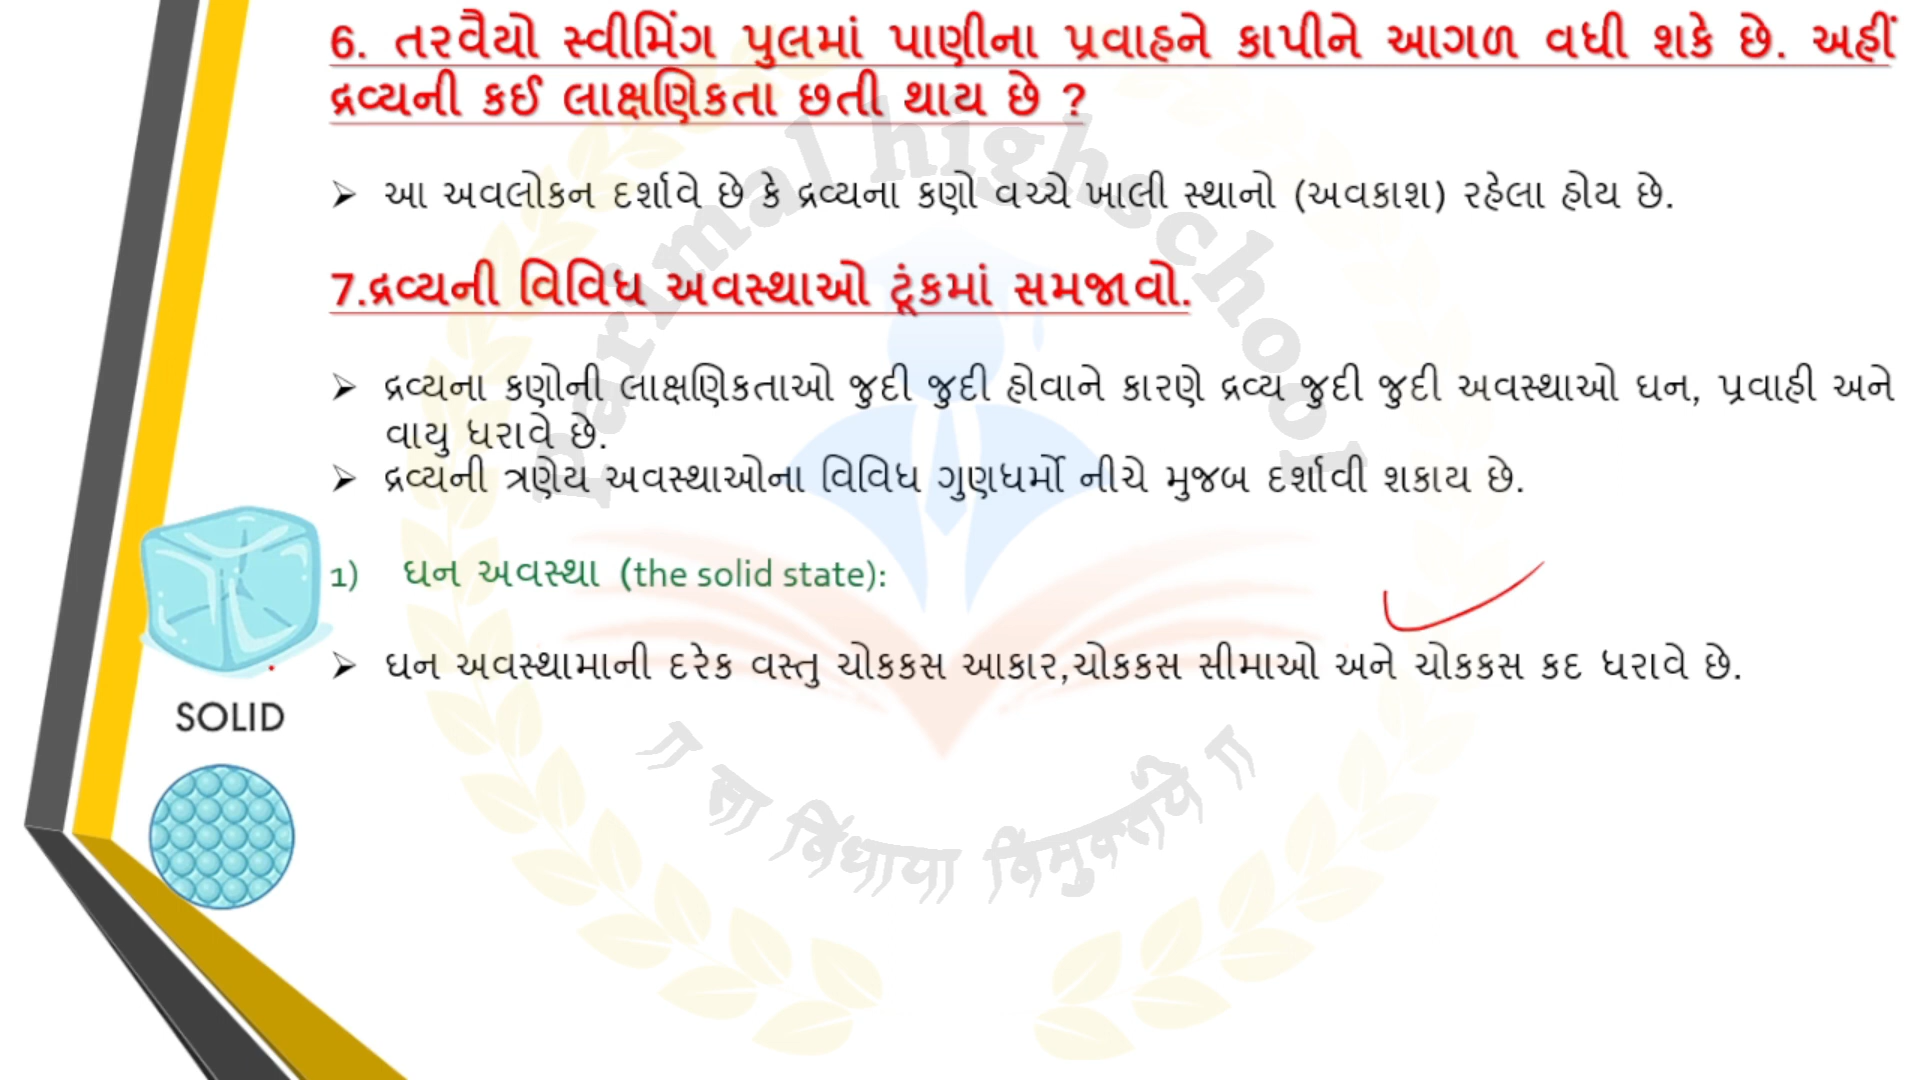 6. તરવૈયો સ્વીમિંગ પુલમાં પાણીના પ્રવાહને કાપીને આગળ વધી શકે છે. અહીં
દ્રવ્યની કઈ લાક્ષણિકતા છતી થાય છે ?
➢ આ અવલોકન દર્શાવે છે કે દ્રવ્યના કણો વચ્ચે ખાલી સ્થાનો (અવકાશ) રહેલા હોય છે.
7.દ્રવ્યની વિવિધ અવસ્થાઓ ટૂંકમાં સમજાવો.
➢ દ્રવ્યના કણોની લાક્ષણિકતાઓ જુદી જુદી હોવાને કારણે દ્રવ્ય જુદી જુદી અવસ્થાઓ ઘન, પ્રવાહી અને
વાયુ ધરાવે છે.
➢ દ્રવ્યની ત્રણેય અવસ્થાઓના વિવિધ ગુણધર્મો નીચે મુજબ દર્શાવી શકાય છે.
1) ઘન અવસ્થા (the solid state):
➢ ઘન અવસ્થામાની દરેક વસ્તુ ચોકકસ આકાર,ચોકકસ સીમાઓ અને ચોકકસ કદ ધરાવે છે.
SOLID
Parimal highschool
॥ सा विधाया विमुक्तये ॥